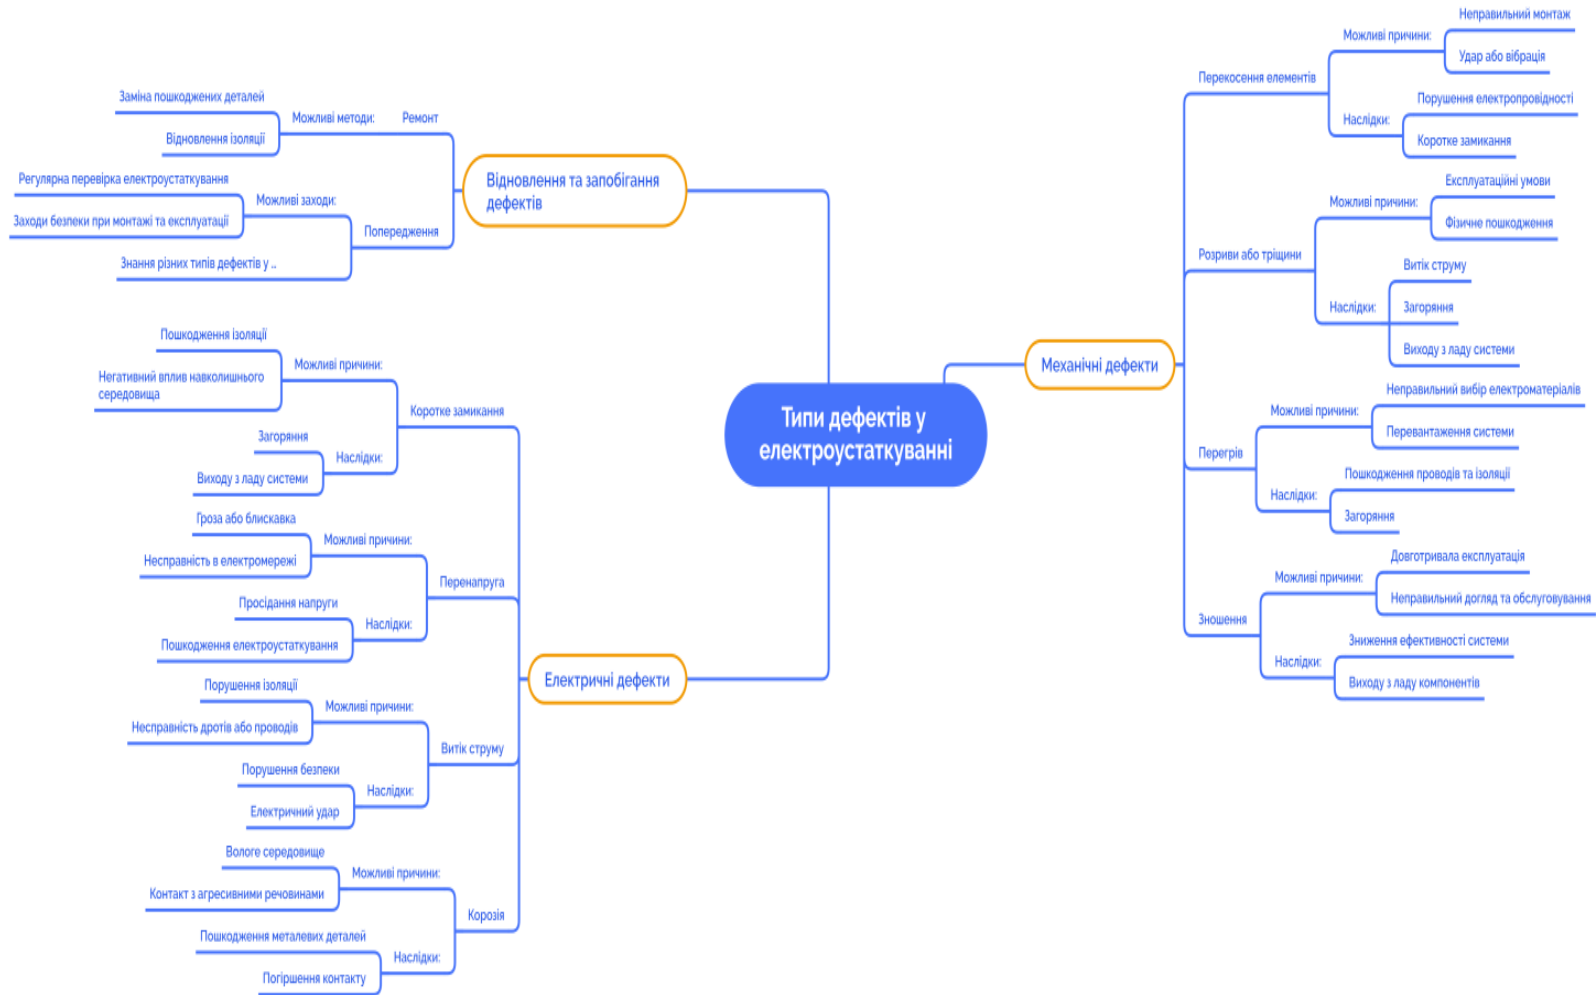 Типи дефектів у
електроустаткуванні
Відновлення та запобігання
дефектів
Ремонт
Можливі методи:
Заміна пошкоджених деталей
Відновлення ізоляції
Попередження
Можливі заходи:
Регулярна перевірка електроустаткування
Заходи безпеки при монтажі та експлуатації
Знання різних типів дефектів у ...
Електричні дефекти
Коротке замикання
Можливі причини:
Пошкодження ізоляції
Негативний вплив навколишнього
середовища
Наслідки:
Загоряння
Виходу з ладу системи
Перенапруга
Можливі причини:
Гроза або блискавка
Несправність в електромережі
Наслідки:
Просідання напруги
Пошкодження електроустаткування
Витік струму
Можливі причини:
Порушення ізоляції
Несправність дротів або проводів
Наслідки:
Порушення безпеки
Електричний удар
Корозія
Можливі причини:
Вологе середовище
Контакт з агресивними речовинами
Наслідки:
Пошкодження металевих деталей
Погіршення контакту
Механічні дефекти
Перекосення елементів
Можливі причини:
Неправильний монтаж
Удар або вібрація
Наслідки:
Порушення електропровідності
Коротке замикання
Розриви або тріщини
Можливі причини:
Експлуатаційні умови
Фізичне пошкодження
Наслідки:
Витік струму
Загоряння
Виходу з ладу системи
Перегрів
Можливі причини:
Неправильний вибір електроматеріалів
Перевантаження системи
Наслідки:
Пошкодження проводів та ізоляції
Загоряння
Зношення
Можливі причини:
Довготривала експлуатація
Неправильний догляд та обслуговування
Наслідки:
Зниження ефективності системи
Виходу з ладу компонентів